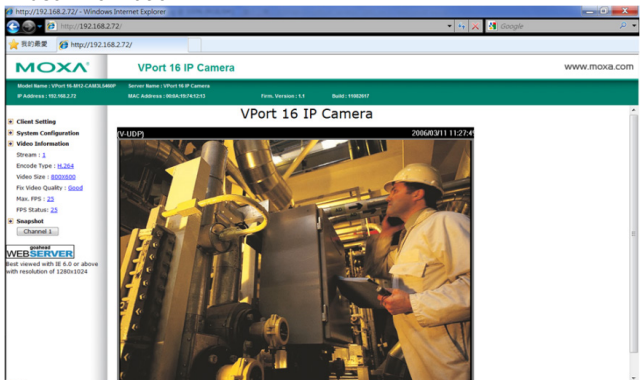 http://192.168.2.72/ - Windows Internet Explorer
http://192.168.2.72/
Google
我的最愛
http://192.168.2.72/
MOXA
VPort 16 IP Camera
www.moxa.com
Model Name : VPort 16-M12-CAM3L5400P
Server Name : VPort 16 IP Camera
IP Address : 192.168.2.72
MAC Address : 00:0A:19:74:12:13
Firm. Version : 1.1
Build : 11082017
Client Setting
System Configuration
Video Information
Stream : 1
Encode Type : H.264
Video Size : 800X600
Fix Video Quality : Good
Max. FPS : 25
FPS Status: 25
Snapshot
Channel 1
goahead
WEBSERVER
Best viewed with IE 6.0 or above
with resolution of 1280x1024
VPort 16 IP Camera
(V-UDP)
2006/03/11 11:27:4